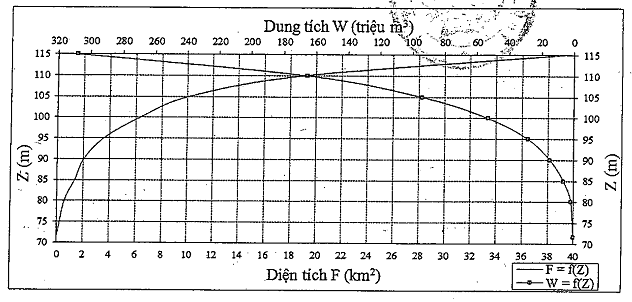 Dung tích W (triệu m³)
320 300 280 260 240 220 200 180 160 140 120 100 80 60 40 20 0
115 115
110 110
105 105
100 100
95 95
90 90
85 85
80 80
75 75
70 70
Z (m)
Z (m)
0 2 4 6 8 10 12 14 16 18 20 22 24 26 28 30 32 34 36 38 40
Diện tích F (km²)
F = f(Z)
W = f(Z)